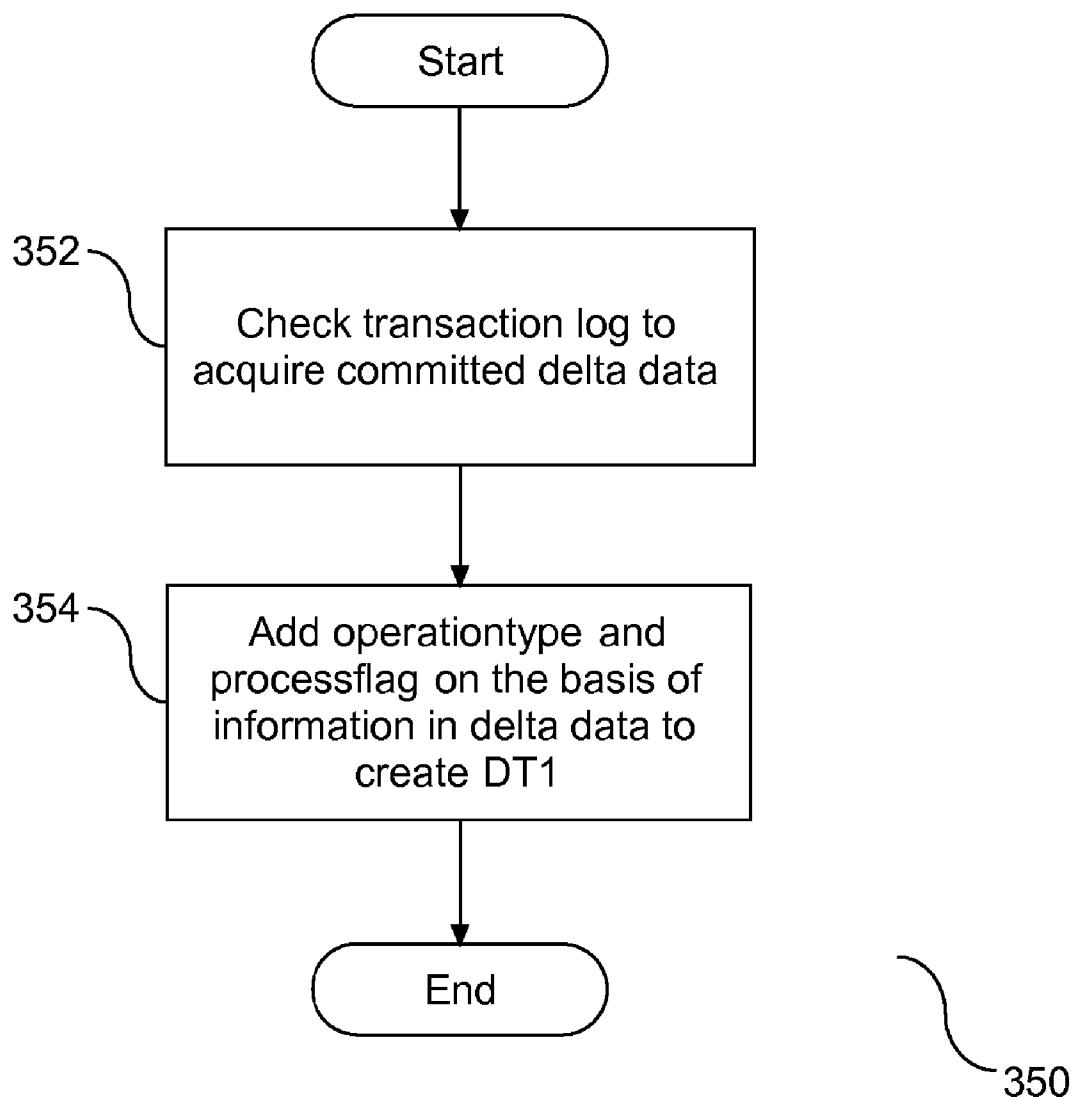 Start
352
Check transaction log to
acquire committed delta data
354
Add operationtype and
processflag on the basis of
information in delta data to
create DT1
End
350